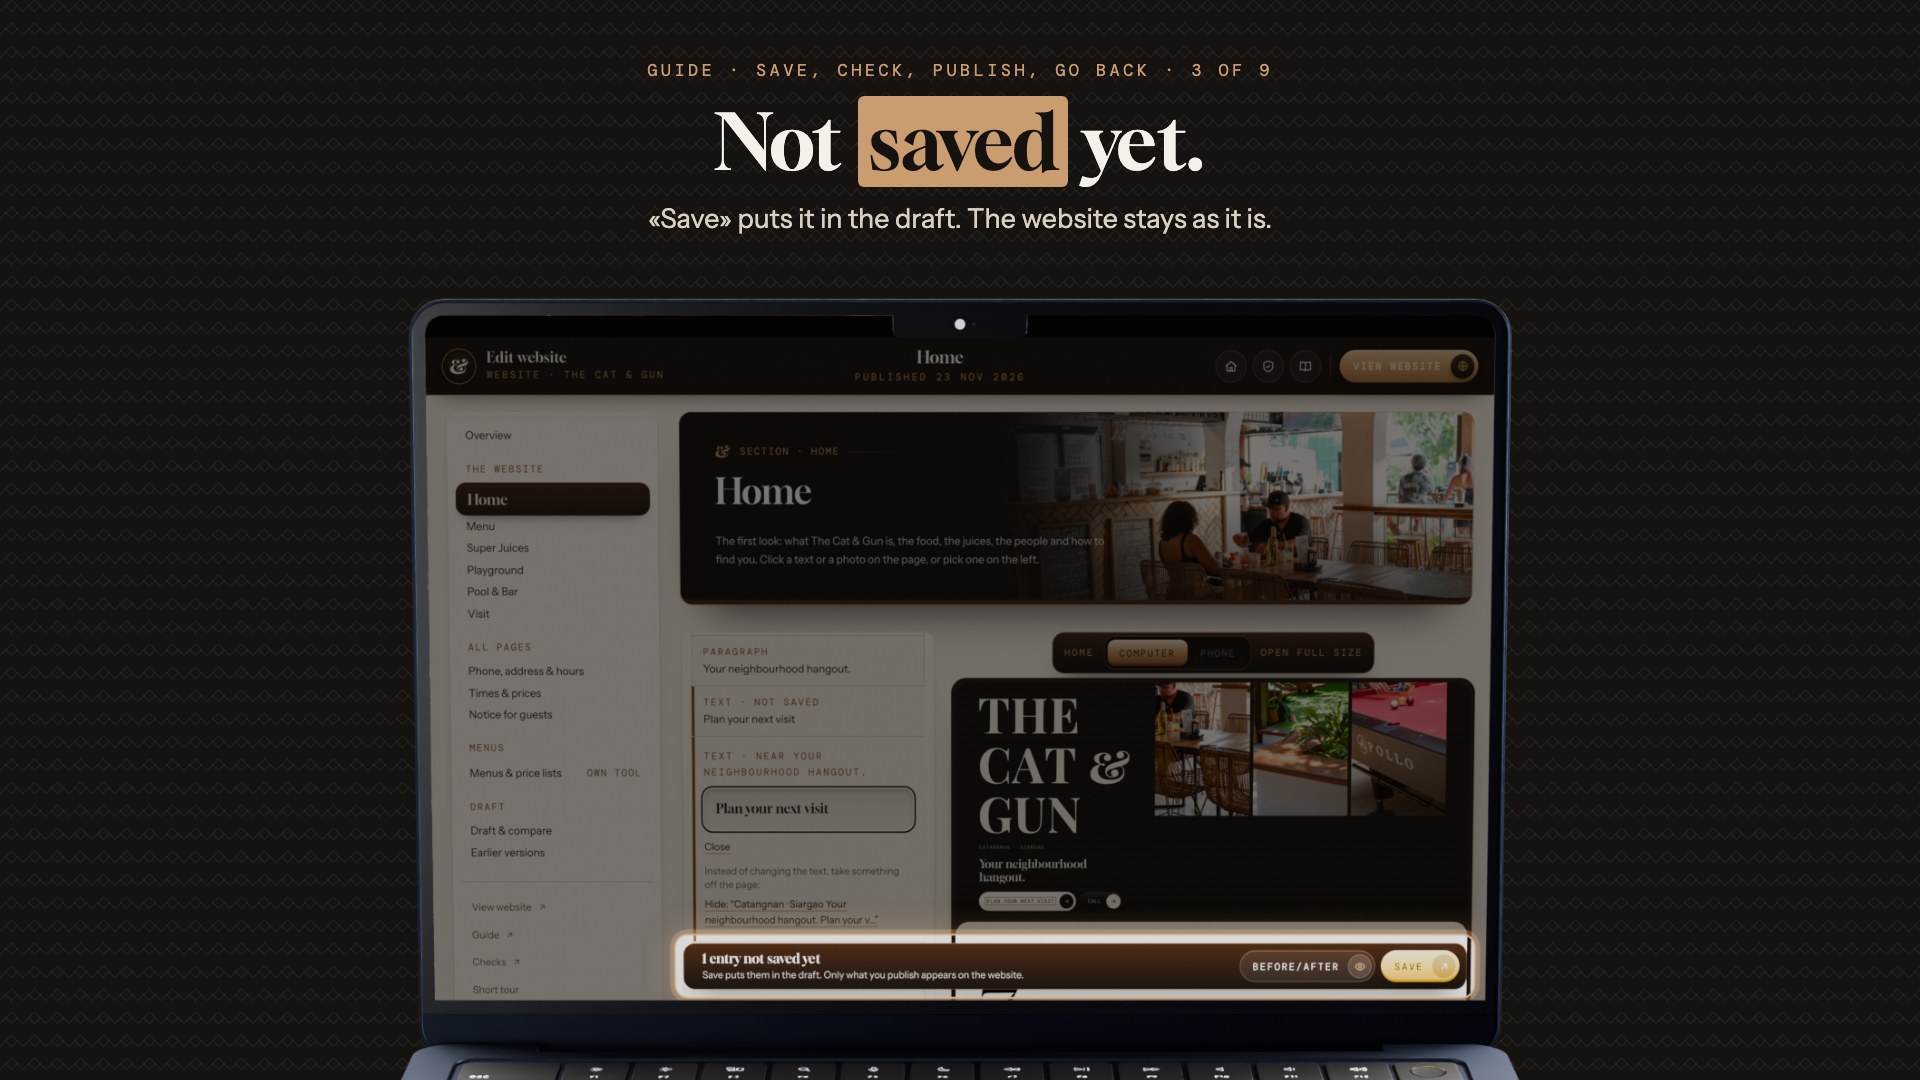 GUIDE · SAVE, CHECK, PUBLISH, GO BACK · 3 OF 9
Not saved yet.
«Save» puts it in the draft. The website stays as it is.
& Edit website
WEBSITE · THE CAT & GUN
Home
PUBLISHED 23 NOV 2026
VIEW WEBSITE
Overview
THE WEBSITE
Home
Menu
Super Juices
Playground
Pool & Bar
Visit
ALL PAGES
Phone, address & hours
Times & prices
Notice for guests
MENUS
Menus & price lists OWN TOOL
DRAFT
Draft & compare
Earlier versions
View website
Guide
Checks
Short tour
& SECTION · HOME
Home
The first look: what The Cat & Gun is, the food, the juices, the people and how to
find you. Click a text or a photo on the page, or pick one on the left.
PARAGRAPH
Your neighbourhood hangout.
TEXT · NOT SAVED
Plan your next visit
TEXT · NEAR YOUR
NEIGHBOURHOOD HANGOUT.
Plan your next visit
Close
Instead of changing the text, take something
off the page:
Hide: “Catangnan · Siargao Your
neighbourhood hangout. Plan your v…”
HOME COMPUTER PHONE OPEN FULL SIZE
THE
CAT &
GUN
CATANGNAN · SIARGAO
Your neighbourhood
hangout.
PLAN YOUR NEXT VISIT
APOLLO
1 entry not saved yet
Save puts them in the draft. Only what you publish appears on the website.
BEFORE/AFTER
SAVE